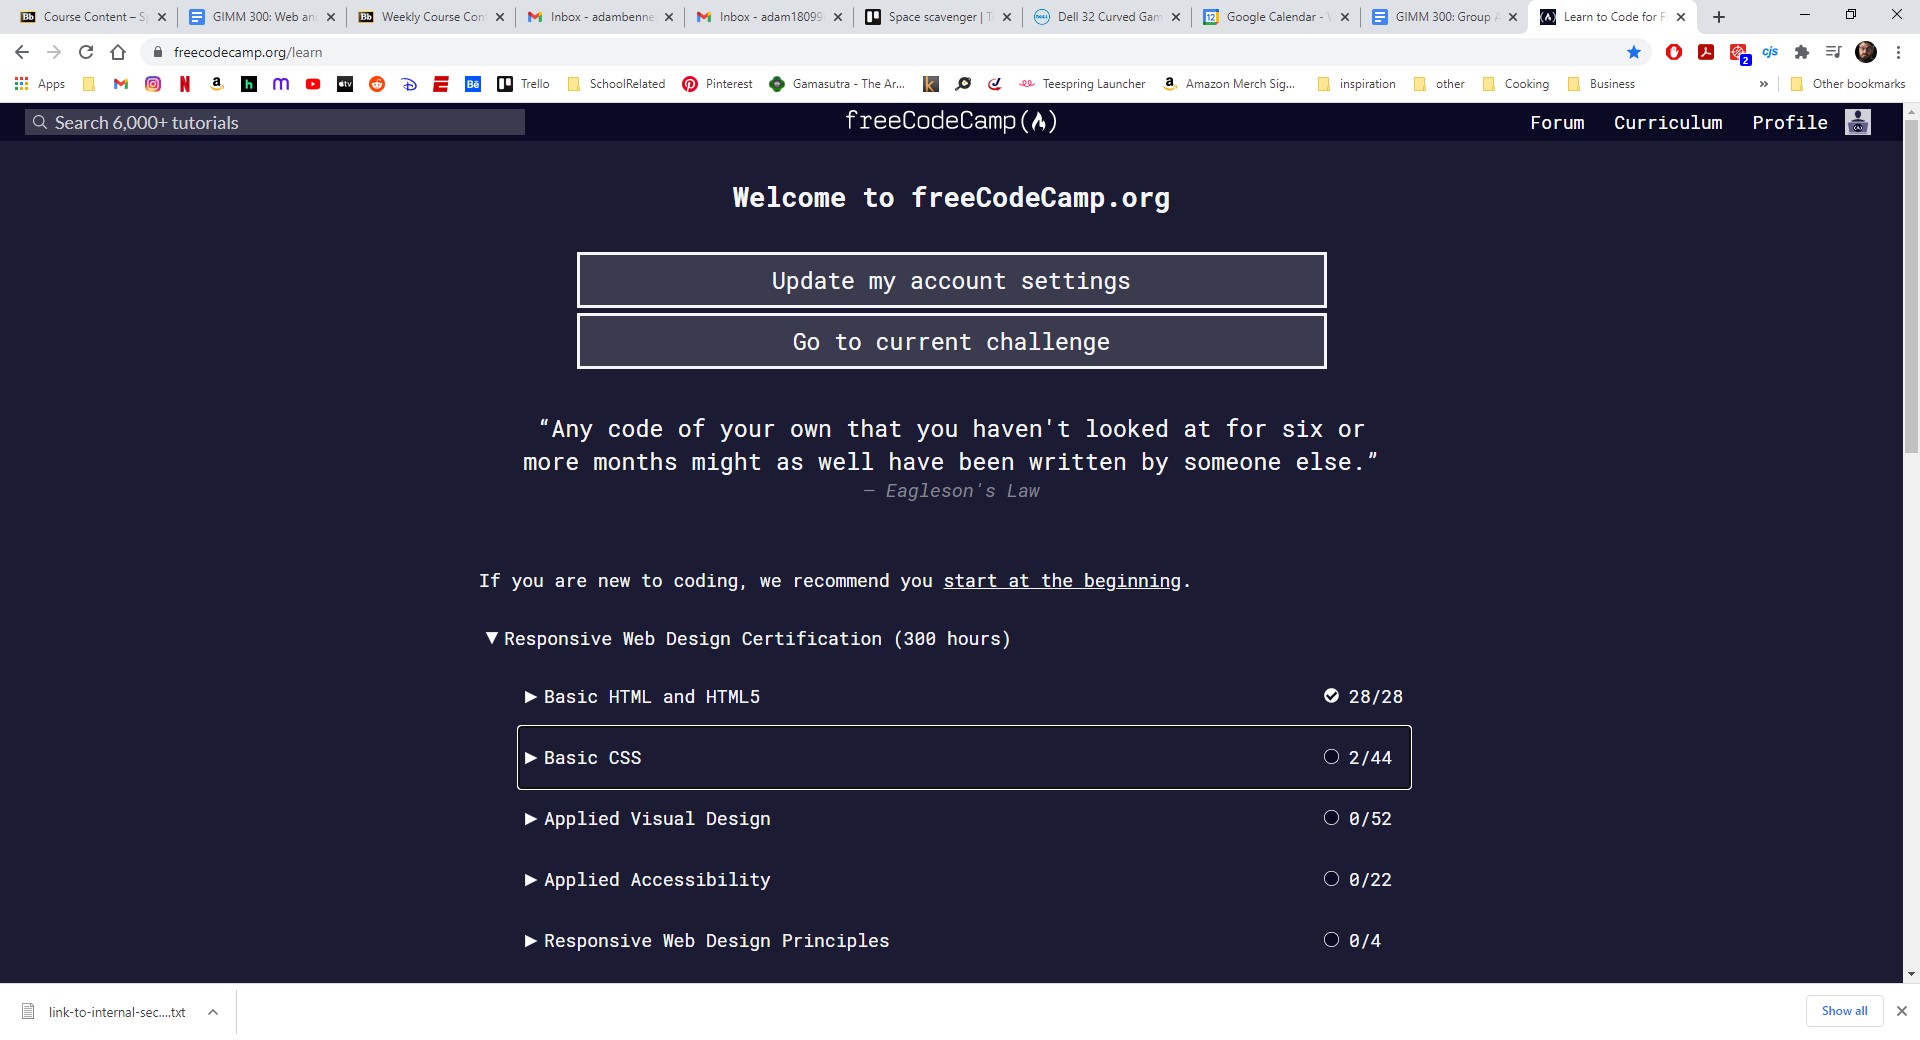 Course Content – S
GIMM 300: Web an
Weekly Course Con
Inbox - adambenne
Inbox - adam18099
Space scavenger | T
Dell 32 Curved Gam
Google Calendar -
GIMM 300: Group
Learn to Code for F
freecodecamp.org/learn
2
cjs
Apps
Trello
SchoolRelated
Pinterest
Gamasutra - The Ar...
Teespring Launcher
Amazon Merch Sig...
inspiration
other
Cooking
Business
»
Other bookmarks
Search 6,000+ tutorials
freeCodeCamp
Forum
Curriculum
Profile
Welcome to freeCodeCamp.org
Update my account settings
Go to current challenge
“Any code of your own that you haven't looked at for six or
more months might as well have been written by someone else.”
— Eagleson's Law
If you are new to coding, we recommend you start at the beginning.
Responsive Web Design Certification (300 hours)
Basic HTML and HTML5 28/28
Basic CSS 2/44
Applied Visual Design 0/52
Applied Accessibility 0/22
Responsive Web Design Principles 0/4
link-to-internal-sec....txt
Show all